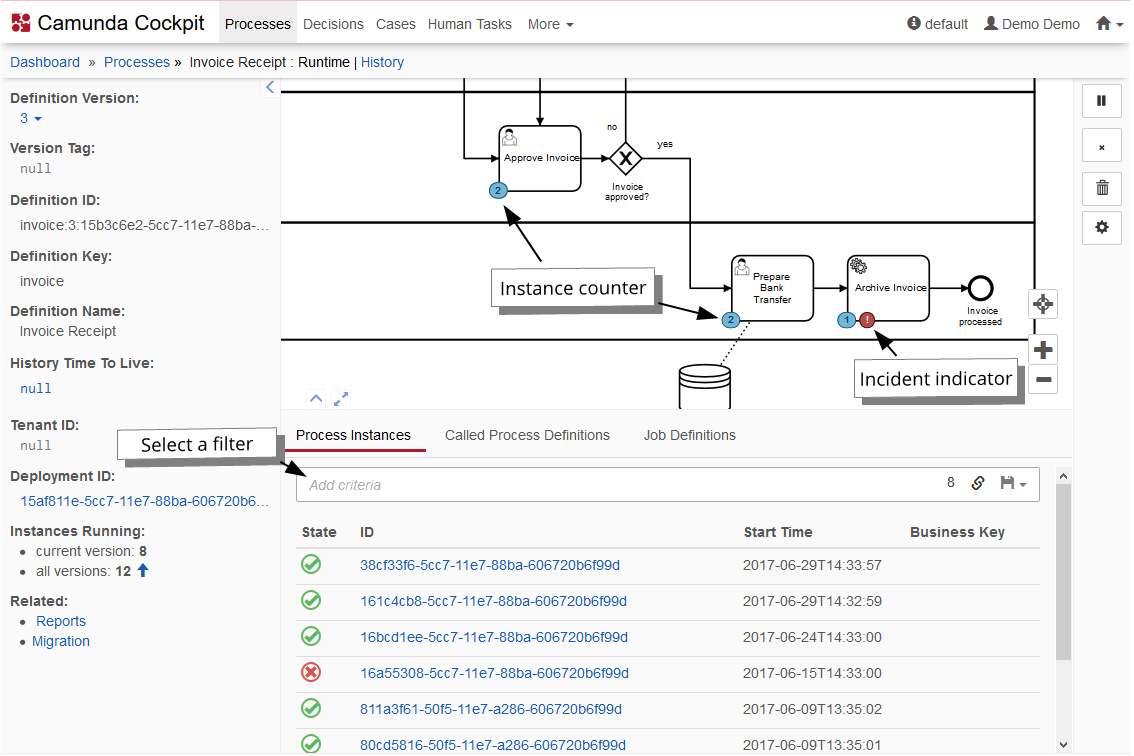 Camunda Cockpit Processes Decisions Cases Human Tasks More default Demo Demo
Dashboard » Processes » Invoice Receipt : Runtime | History
Definition Version:
3
Version Tag:
null
Definition ID:
invoice:3:15b3c6e2-5cc7-11e7-88ba-...
Definition Key:
invoice
Definition Name:
Invoice Receipt
History Time To Live:
null
Tenant ID:
null
Deployment ID:
15af811e-5cc7-11e7-88ba-606720b6...
Instances Running:
current version: 8
all versions: 12
Related:
Reports
Migration
no
yes
Approve Invoice
2
Invoice
approved?
Instance counter
Prepare
Bank
Transfer
2
Archive Invoice
1
!
Invoice
processed
Incident indicator
Select a filter
Process Instances Called Process Definitions Job Definitions
Add criteria 8
State ID Start Time Business Key
38cf33f6-5cc7-11e7-88ba-606720b6f99d 2017-06-29T14:33:57
161c4cb8-5cc7-11e7-88ba-606720b6f99d 2017-06-29T14:32:59
16bcd1ee-5cc7-11e7-88ba-606720b6f99d 2017-06-24T14:33:00
16a55308-5cc7-11e7-88ba-606720b6f99d 2017-06-15T14:33:00
811a3f61-50f5-11e7-a286-606720b6f99d 2017-06-09T13:35:02
80cd5816-50f5-11e7-a286-606720b6f99d 2017-06-09T13:35:01